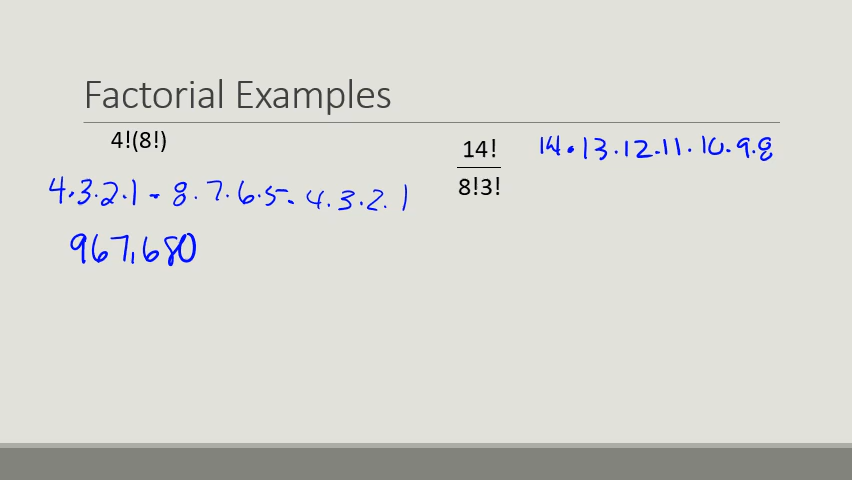 Factorial Examples
4!(8!)
4.3.2.1 - 8.7.6.5. 4.3.2.1
967,680
14!
8!3!
14.13.12.11.10.9.8